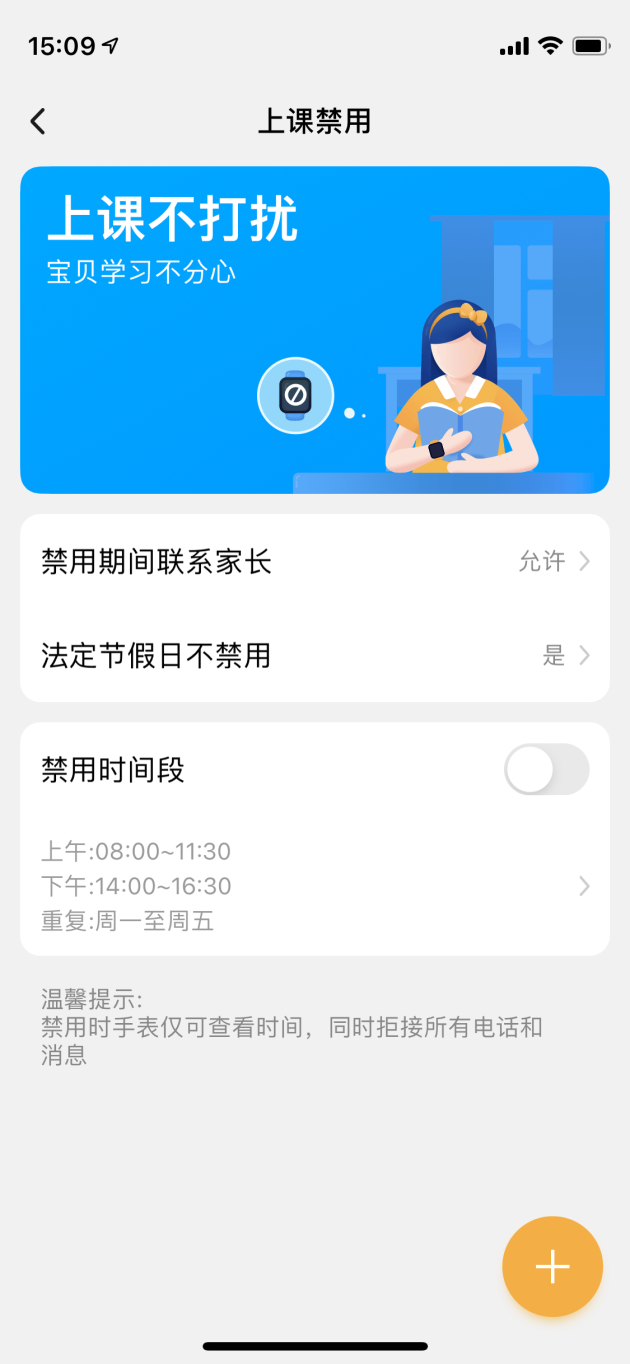 15:09
上课禁用
上课不打扰
宝贝学习不分心
禁用期间联系家长 允许
法定节假日不禁用 是
禁用时间段
上午:08:00~11:30
下午:14:00~16:30
重复:周一至周五
温馨提示:
禁用时手表仅可查看时间，同时拒接所有电话和
消息